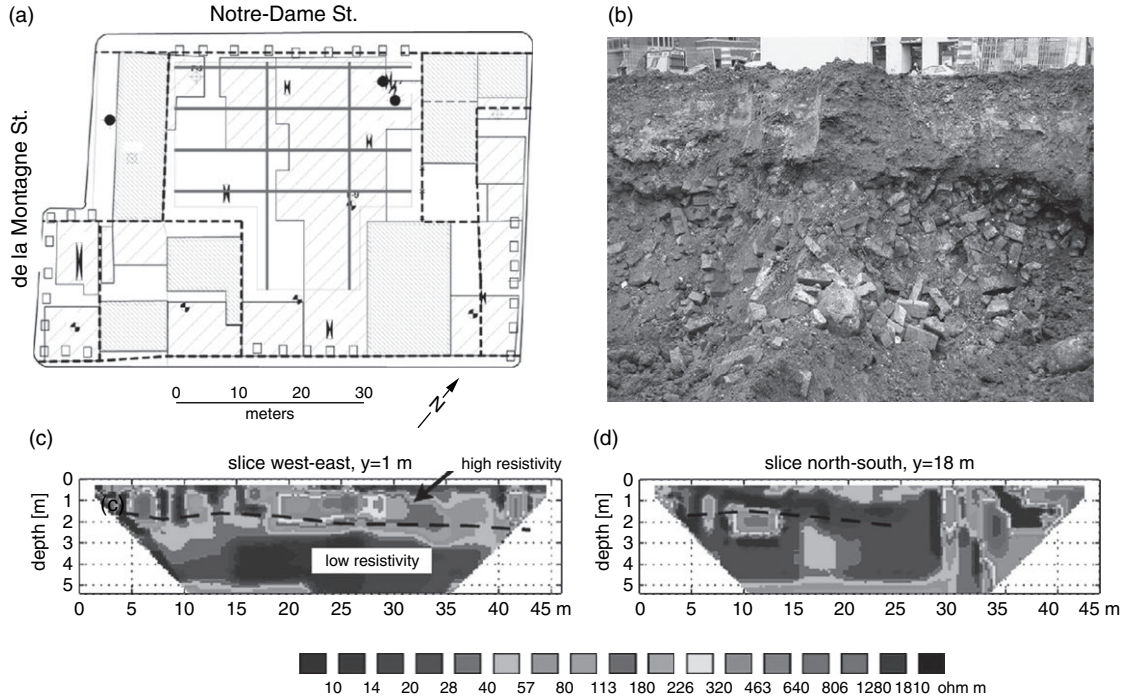 (a)
Notre-Dame St.
de la Montagne St.
0 10 20 30
meters
N
(b)
(c)
slice west-east, y=1 m
high resistivity
(c)
low resistivity
depth [m]
0
1
2
3
4
5
0 5 10 15 20 25 30 35 40 45 m
(d)
slice north-south, y=18 m
depth [m]
0
1
2
3
4
5
0 5 10 15 20 25 30 35 40 45 m
10 14 20 28 40 57 80 113 180 226 320 463 640 806 1280 1810 ohm m